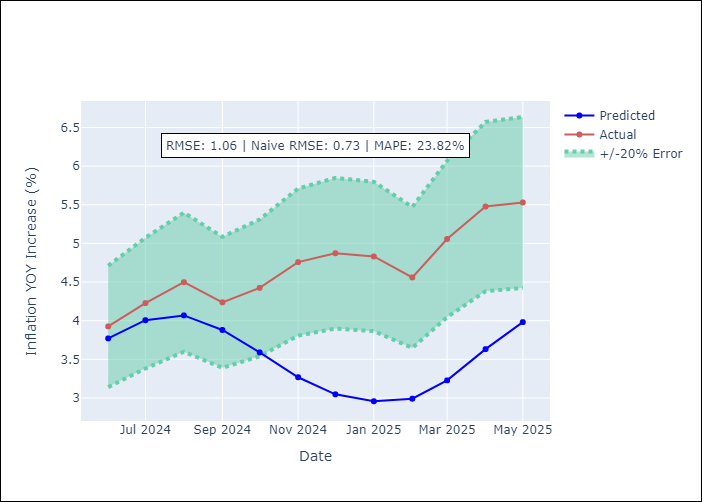 Predicted
Actual
+/-20% Error
RMSE: 1.06 | Naive RMSE: 0.73 | MAPE: 23.82%
Inflation YOY Increase (%)
6.5
6
5.5
5
4.5
4
3.5
3
Jul 2024
Sep 2024
Nov 2024
Jan 2025
Mar 2025
May 2025
Date